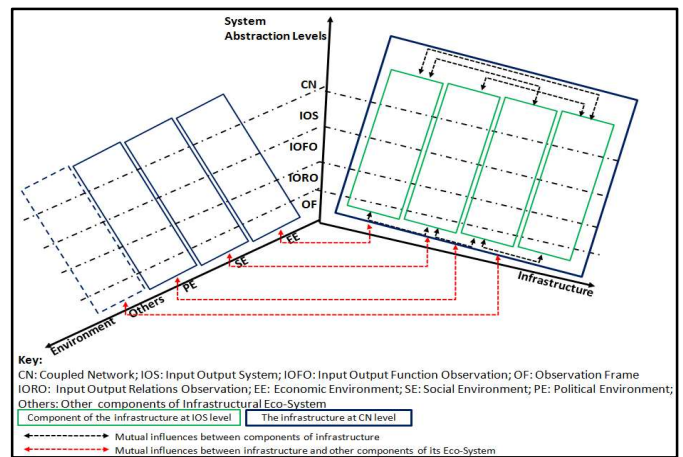 System
Abstraction Levels
CN
IOS
IOFO
IORO
OF
EE
SE
PE
Others
Environment
Infrastructure
Key:
CN: Coupled Network; IOS: Input Output System; IOFO: Input Output Function Observation; OF: Observation Frame
IORO: Input Output Relations Observation; EE: Economic Environment; SE: Social Environment; PE: Political Environment;
Others: Other components of Infrastructural Eco-System
Component of the infrastructure at IOS level
The infrastructure at CN level
Mutual influences between components of infrastructure
Mutual influences between infrastructure and other components of its Eco-System